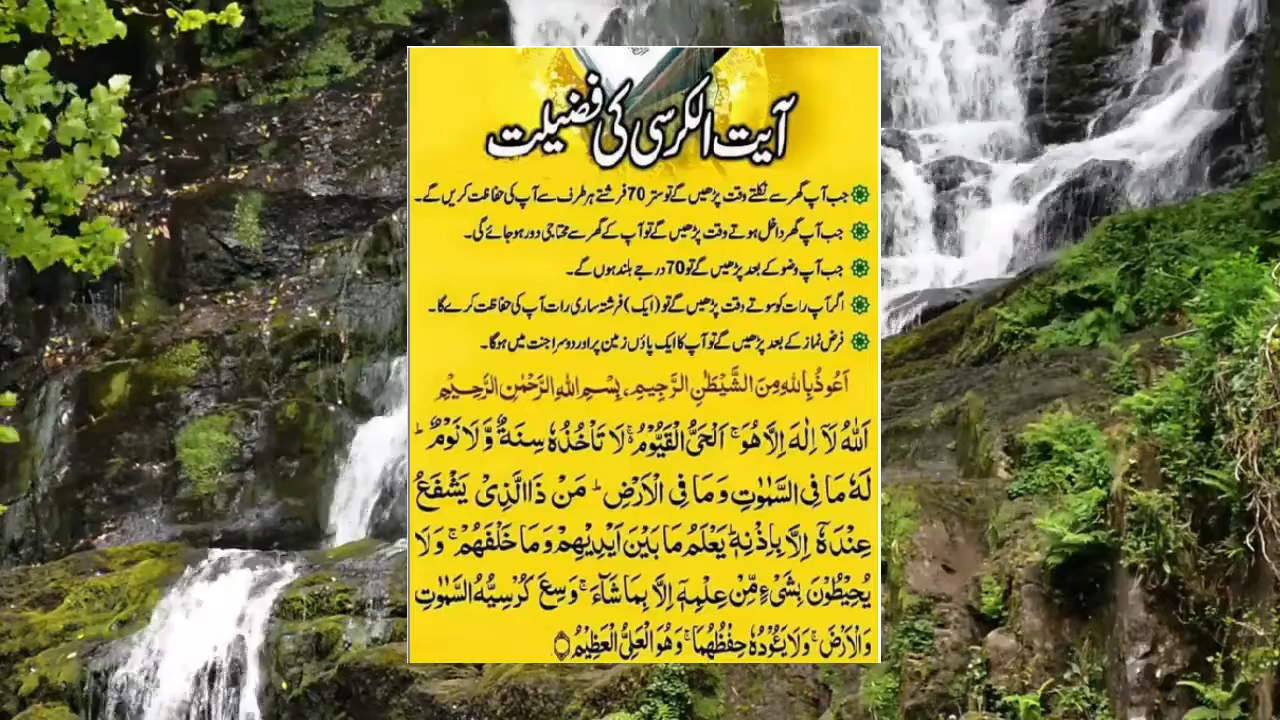 آیت الکرسی کی فضیلت
جب آپ گھر سے نکلتے وقت پڑھیں گے تو ستر 70 فرشتے ہر طرف سے آپ کی حفاظت کریں گے۔
جب آپ گھر داخل ہوتے وقت پڑھیں گے تو آپ کے گھر سے محتاجی دور ہو جائے گی۔
جب آپ وضو کے بعد پڑھیں گے تو 70 درجے بلند ہوں گے۔
اگر آپ رات کو سوتے وقت پڑھیں گے تو (ایک) فرشتہ ساری رات آپ کی حفاظت کرے گا۔
فرض نماز کے بعد پڑھیں گے تو آپ کا ایک پاؤں زمین پر اور دوسرا جنت میں ہوگا۔
اَعُوذُ بِاللّٰهِ مِنَ الشَّيْطٰنِ الرَّجِيْمِ، بِسْمِ اللّٰهِ الرَّحْمٰنِ الرَّحِيْمِ
اَللّٰهُ لَآ اِلٰهَ اِلَّا هُوَ ۚ اَلْحَيُّ الْقَيُّوْمُ ۬ۚ لَا تَاْخُذُهٗ سِنَةٌ وَّلَا نَوْمٌ ؕ
لَهٗ مَا فِي السَّمٰوٰتِ وَمَا فِي الْاَرْضِ ؕ مَنْ ذَا الَّذِيْ يَشْفَعُ
عِنْدَهٗٓ اِلَّا بِاِذْنِهٖ ؕ يَعْلَمُ مَا بَيْنَ اَيْدِيْهِمْ وَمَا خَلْفَهُمْ ۚ وَلَا
يُحِيْطُوْنَ بِشَيْءٍ مِّنْ عِلْمِهٖٓ اِلَّا بِمَا شَآءَ ۚ وَسِعَ كُرْسِيُّهُ السَّمٰوٰتِ
وَالْاَرْضَ ۚ وَلَا يَـُٔوْدُهٗ حِفْظُهُمَا ۚ وَهُوَ الْعَلِيُّ الْعَظِيْمُ ۝